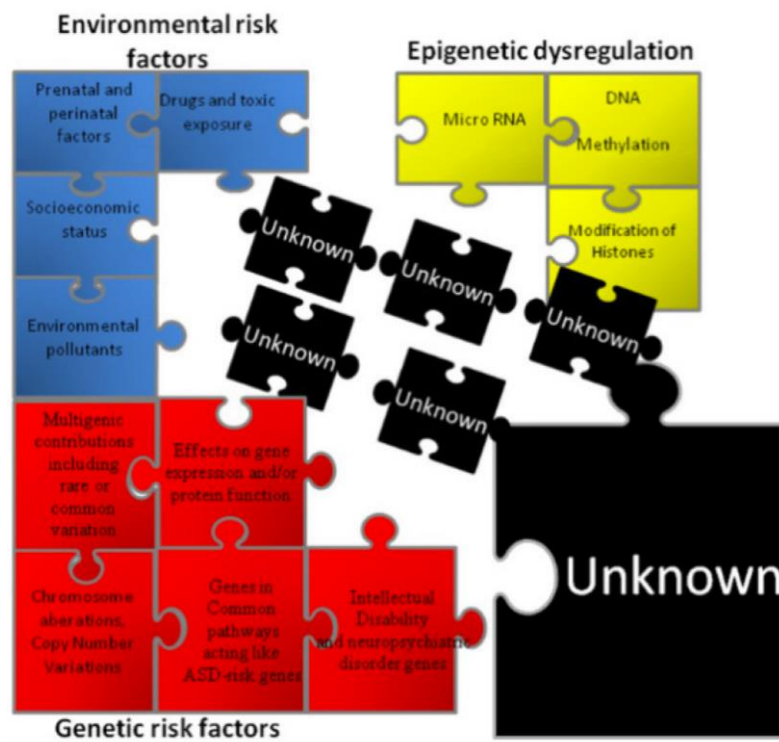 Environmental risk
factors
Epigenetic dysregulation
Prenatal and
perinatal
factors
Drugs and toxic
exposure
Micro RNA
DNA
Methylation
Socioeconomic
status
Modification of
Histones
Unknown
Unknown
Unknown
Environmental
pollutants
Unknown
Unknown
Multigenic
contributions
including
rare or
common
variation
Effects on gene
expression and/or
protein function
Unknown
Chromosome
aberations,
Copy Number
Variations
Genes in
Common
pathways
acting like
ASD-risk genes
Intellectual
Disability
and neuropsychiatric
disorder genes
Genetic risk factors